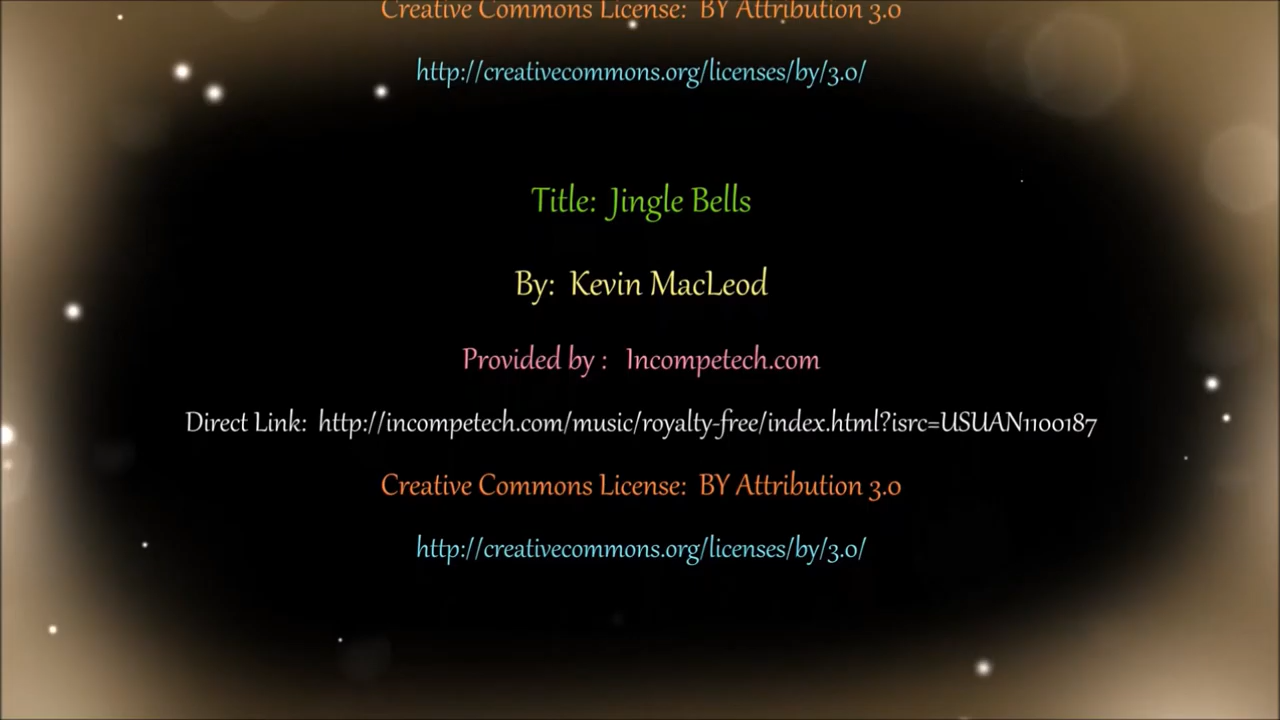 Creative Commons License: BY Attribution 3.0
http://creativecommons.org/licenses/by/3.0/
Title: Jingle Bells
By: Kevin MacLeod
Provided by : Incompetech.com
Direct Link: http://incompetech.com/music/royalty-free/index.html?isrc=USUAN1100187
Creative Commons License: BY Attribution 3.0
http://creativecommons.org/licenses/by/3.0/